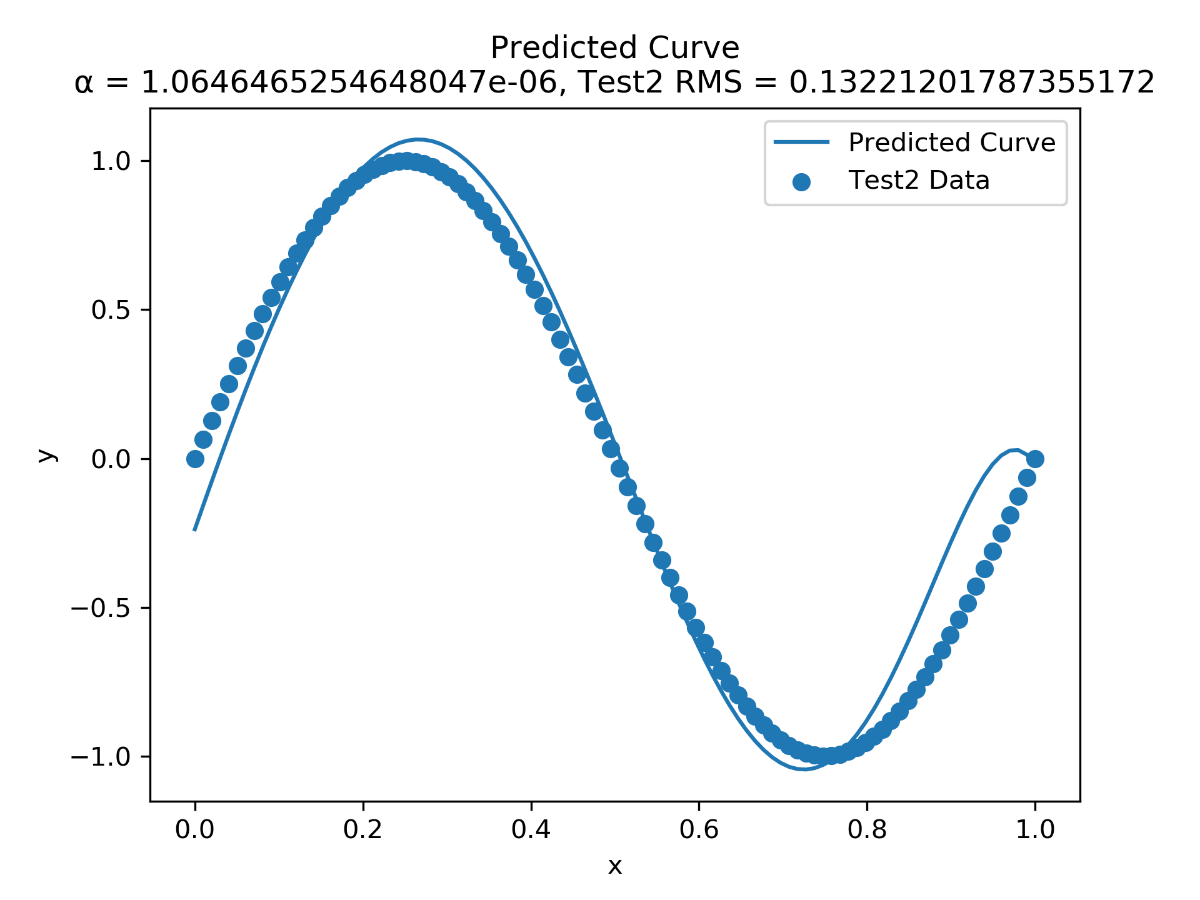 Predicted Curve
α = 1.0646465254648047e-06, Test2 RMS = 0.13221201787355172
Predicted Curve
Test2 Data
1.0
0.5
0.0
−0.5
−1.0
y
0.0 0.2 0.4 0.6 0.8 1.0
x